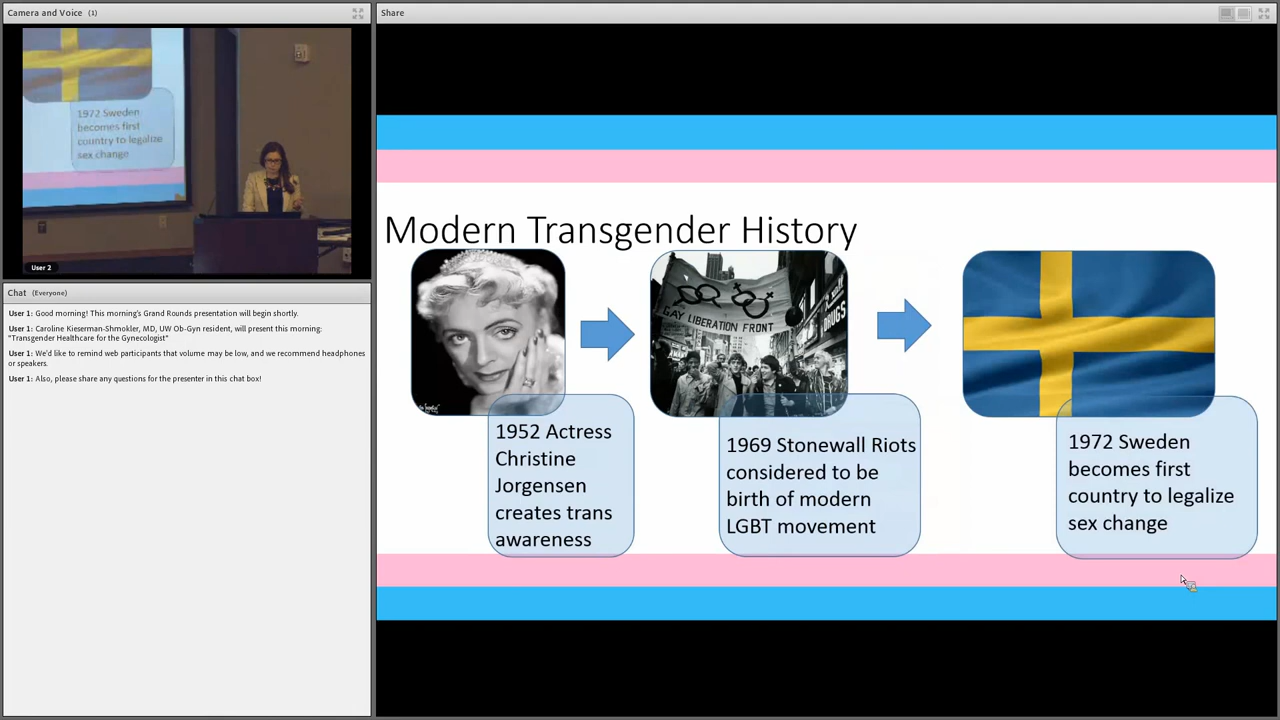 Camera and Voice (1)
1972 Sweden
becomes first
country to legalize
sex change
User 2
Chat (Everyone)
User 1: Good morning! This morning's Grand Rounds presentation will begin shortly.
User 1: Caroline Kieserman-Shmokler, MD, UW Ob-Gyn resident, will present this morning:
"Transgender Healthcare for the Gynecologist"
User 1: We'd like to remind web participants that volume may be low, and we recommend headphones
or speakers.
User 1: Also, please share any questions for the presenter in this chat box!
Share
Modern Transgender History
GAY LIBERATION FRONT
DRUGS
1952 Actress
Christine
Jorgensen
creates trans
awareness
1969 Stonewall Riots
considered to be
birth of modern
LGBT movement
1972 Sweden
becomes first
country to legalize
sex change